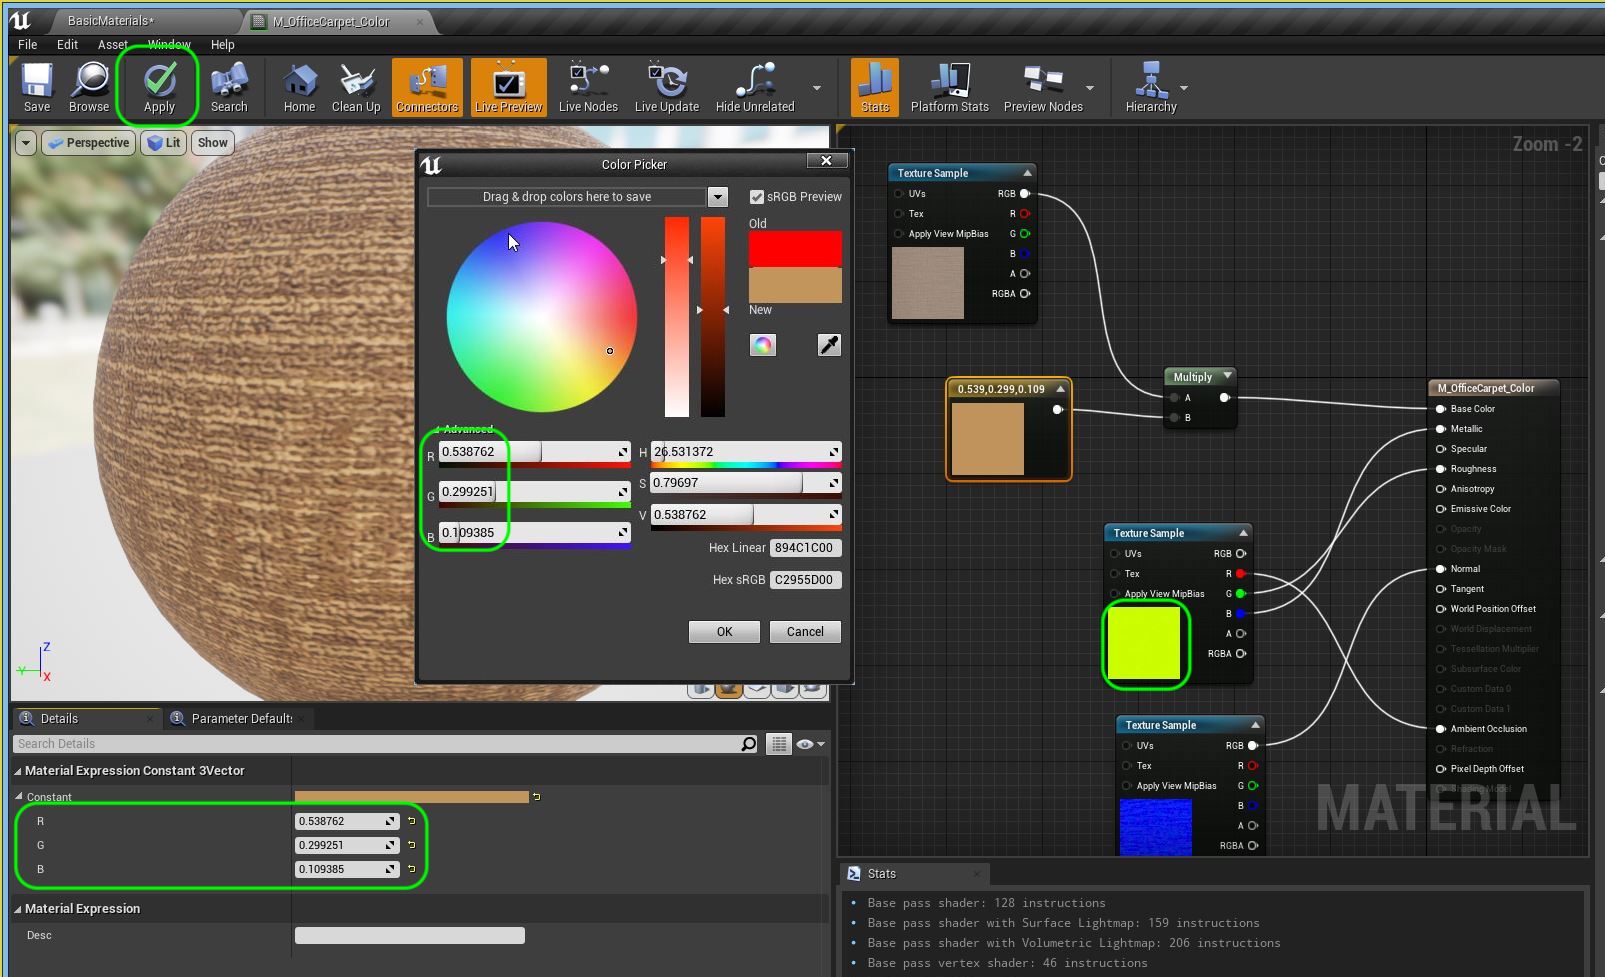 BasicMaterials*
M_OfficeCarpet_Color
File Edit Asset Window Help
Save Browse Apply Search Home Clean Up Connectors Live Preview Live Nodes Live Update Hide Unrelated Stats Platform Stats Preview Nodes Hierarchy
Perspective Lit Show
Zoom -2
Color Picker
Drag & drop colors here to save
sRGB Preview
Old
New
Advanced
R 0.538762
G 0.299251
B 0.109385
H 26.531372
S 0.79697
V 0.538762
Hex Linear 894C1C00
Hex sRGB C2955D00
OK Cancel
Z
Y
X
Texture Sample
UVs RGB
Tex R
Apply View MipBias G
B
A
RGBA
0.539,0.299,0.109
Multiply
A
B
M_OfficeCarpet_Color
Base Color
Metallic
Specular
Roughness
Anisotropy
Emissive Color
Opacity
Opacity Mask
Normal
Tangent
World Position Offset
World Displacement
Tessellation Multiplier
Subsurface Color
Custom Data 0
Custom Data 1
Ambient Occlusion
Refraction
Pixel Depth Offset
Shading Model
Texture Sample
UVs RGB
Tex R
Apply View MipBias G
B
A
RGBA
Texture Sample
UVs RGB
Tex R
Apply View MipBias G
B
A
RGBA
MATERIAL
Details
Parameter Defaults
Search Details
Material Expression Constant 3Vector
Constant
R 0.538762
G 0.299251
B 0.109385
Material Expression
Desc
Stats
Base pass shader: 128 instructions
Base pass shader with Surface Lightmap: 159 instructions
Base pass shader with Volumetric Lightmap: 206 instructions
Base pass vertex shader: 46 instructions